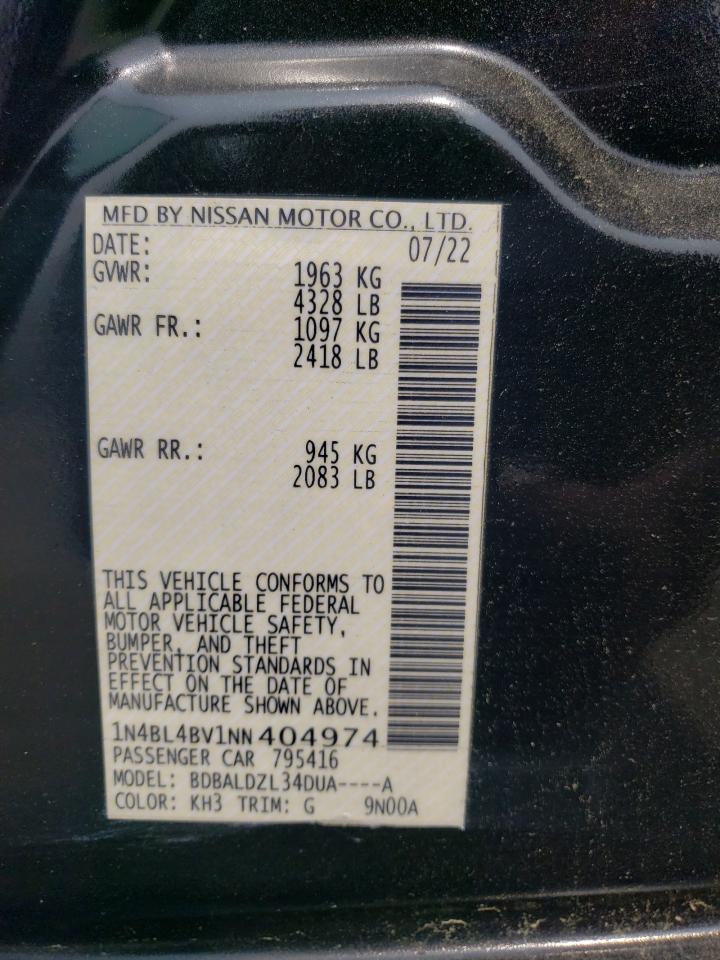 MFD BY NISSAN MOTOR CO., LTD.
DATE: 07/22
GVWR: 1963 KG
4328 LB
GAWR FR.: 1097 KG
2418 LB
GAWR RR.: 945 KG
2083 LB
THIS VEHICLE CONFORMS TO
ALL APPLICABLE FEDERAL
MOTOR VEHICLE SAFETY,
BUMPER, AND THEFT
PREVENTION STANDARDS IN
EFFECT ON THE DATE OF
MANUFACTURE SHOWN ABOVE.
1N4BL4BV1NN404974
PASSENGER CAR 795416
MODEL: BDBALDZL34DUA----A
COLOR: KH3 TRIM: G 9N00A